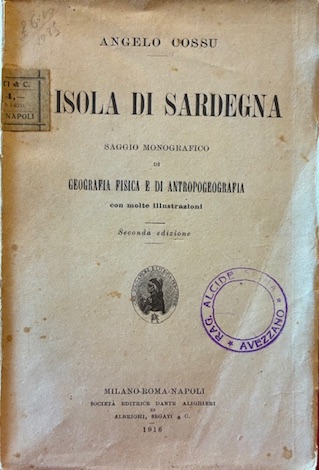 ANGELO COSSU
ISOLA DI SARDEGNA
SAGGIO MONOGRAFICO
DI
GEOGRAFIA FISICA E DI ANTROPOGEOGRAFIA
con molte illustrazioni
Seconda edizione
RAG. ALCIDE
* AVEZZANO *
MILANO-ROMA-NAPOLI
SOCIETÀ EDITRICE DANTE ALIGHIERI
DI
ALBRIGHI, SEGATI & C.
1916
& C.
NAPOLI